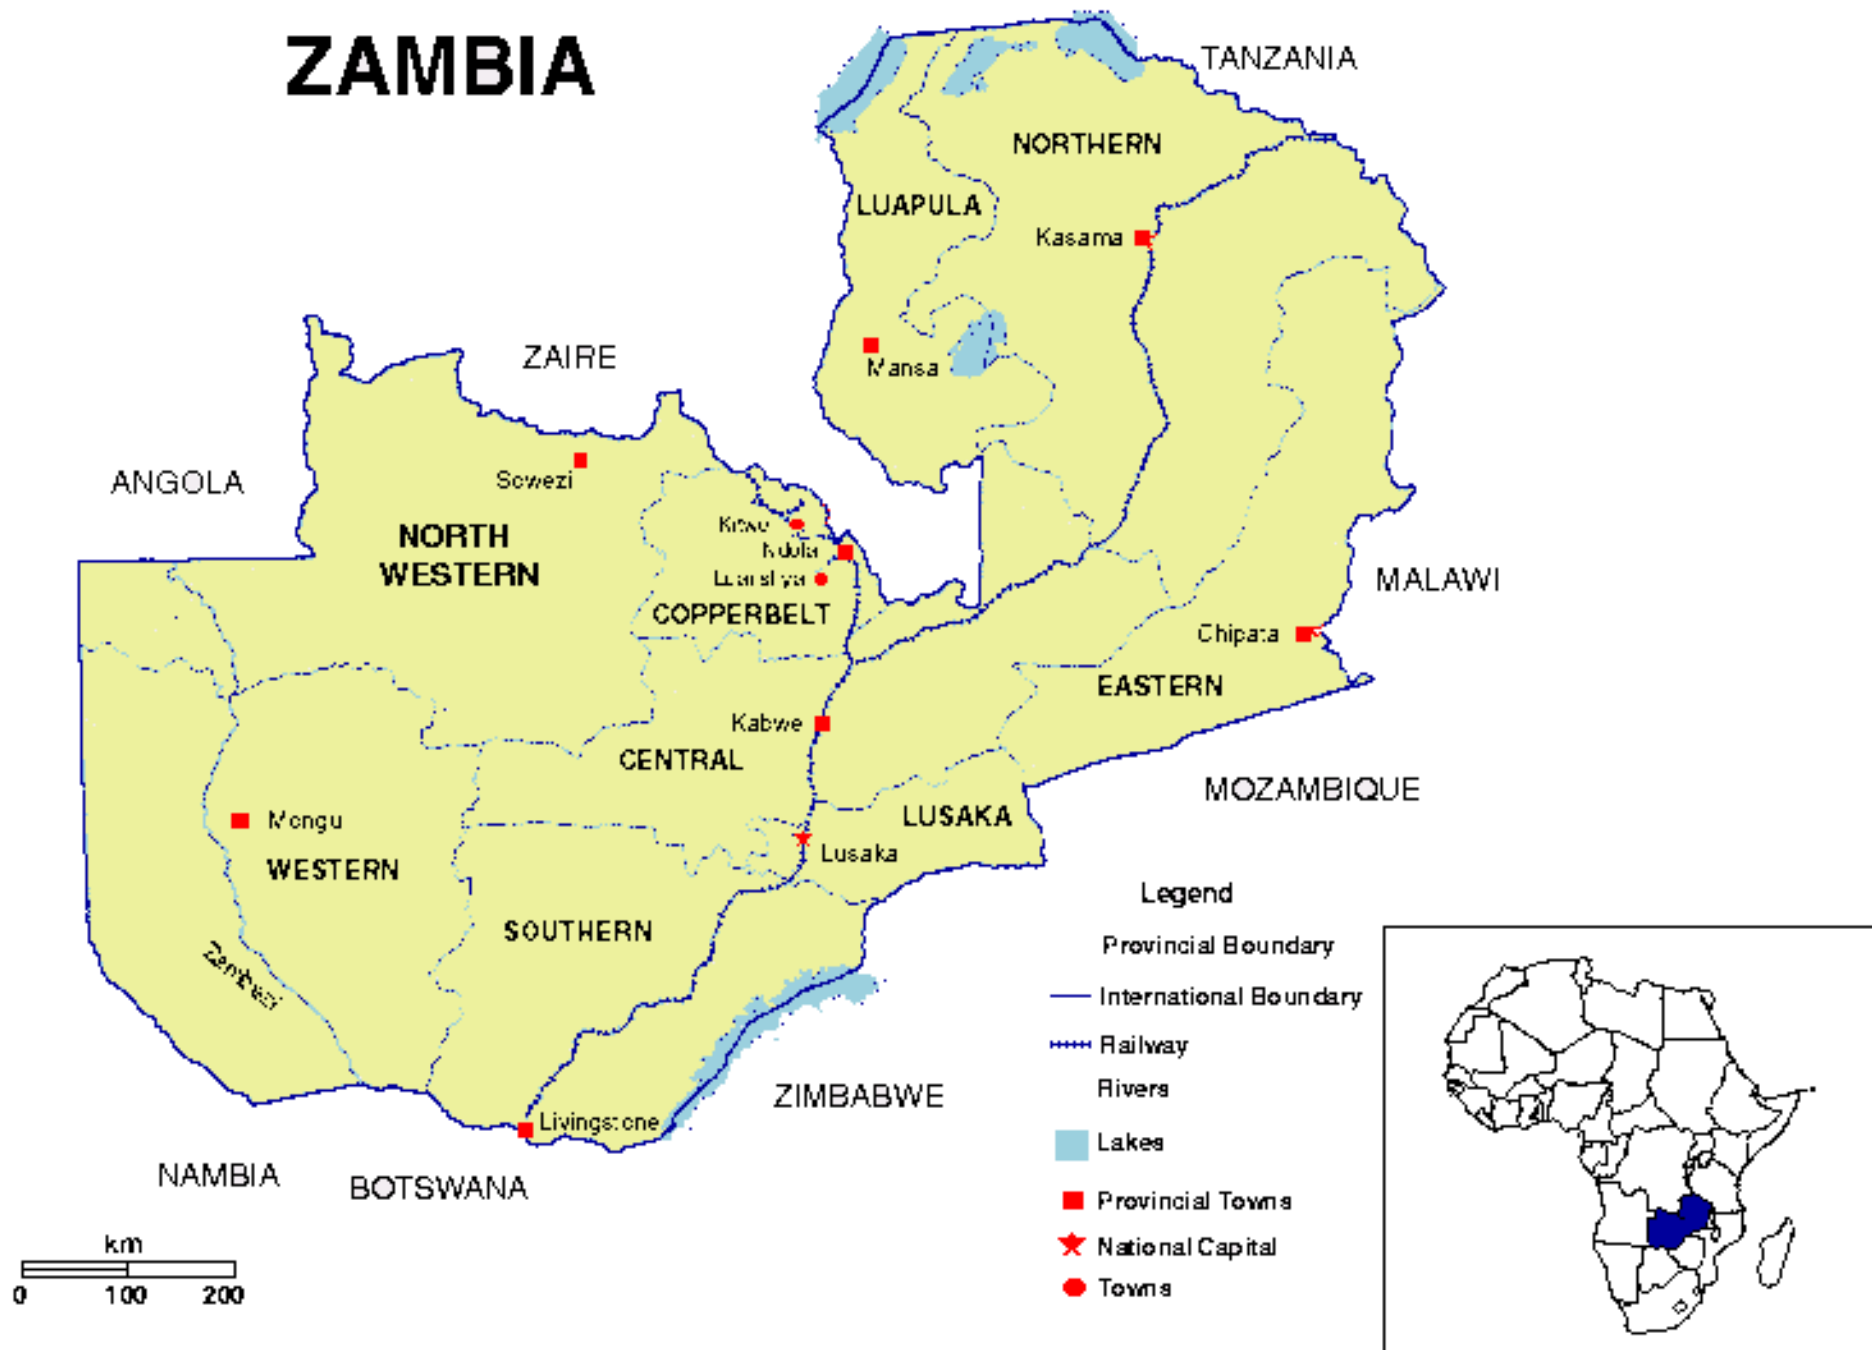 ZAMBIA
TANZANIA
NORTHERN
LUAPULA
Kasama
ZAIRE
Mansa
ANGOLA
Sowezi
NORTH
WESTERN
Kitwe
Ndola
Luanshya
COPPERBELT
MALAWI
Chipata
EASTERN
Kabwe
CENTRAL
MOZAMBIQUE
LUSAKA
Mongu
Lusaka
WESTERN
SOUTHERN
Zambezi
Legend
Provincial Boundary
International Boundary
Railway
Rivers
Lakes
Provincial Towns
National Capital
Towns
ZIMBABWE
Livingstone
NAMBIA
BOTSWANA
km
0 100 200